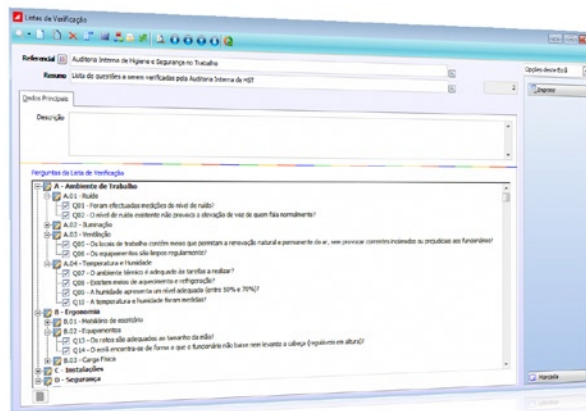 Listas de Verificação
Referencial Auditoria Interna de Higiene e Segurança no Trabalho
Opções deste Ecrã
Resumo Lista de questões a serem verificadas pela Auditoria Interna de HST
2
Imprimir
Dados Principais
Descrição
Perguntas da Lista de Verificação
A - Ambiente de Trabalho
A.01 - Ruído
Q01 - Foram efectuadas medições do nível de ruído?
Q02 - O nível de ruído existente não provoca a elevação de voz de quem fala normalmente?
A.02 - Iluminação
A.03 - Ventilação
Q05 - Os locais de trabalho contêm meios que permitam a renovação natural e permanente do ar, sem provocar correntes incómodas ou prejudiciais aos funcionários?
Q06 - Os equipamentos são limpos regularmente?
A.04 - Temperatura e Humidade
Q07 - O ambiente térmico é adequado às tarefas a realizar?
Q08 - Existem meios de aquecimento e refrigeração?
Q09 - A humidade apresenta um nível adequado (entre 50% e 70%)?
Q10 - A temperatura e humidade foram medidas?
B - Ergonomia
B.01 - Mobiliário de escritório
B.02 - Equipamentos
Q13 - Os ratos são adequados ao tamanho da mão?
Q14 - O ecrã encontra-se de forma a que o funcionário não baixe nem levante a cabeça (reguláveis em altura)?
B.03 - Carga Física
C - Instalações
D - Segurança